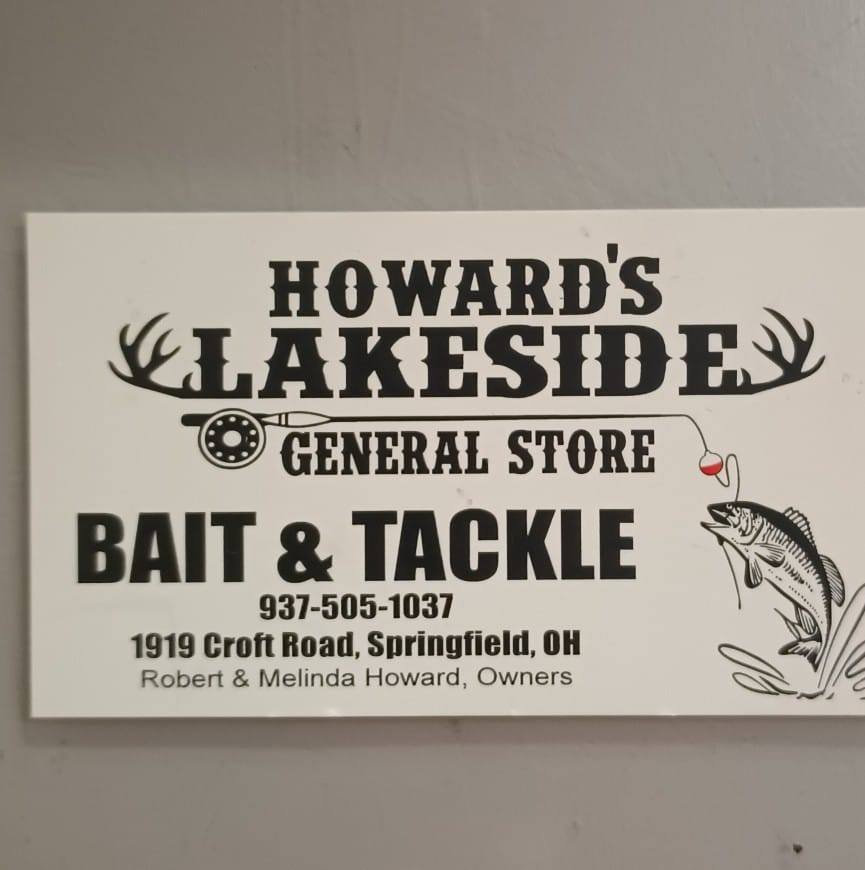 HOWARD'S
LAKESIDE
GENERAL STORE
BAIT & TACKLE
937-505-1037
1919 Croft Road, Springfield, OH
Robert & Melinda Howard, Owners